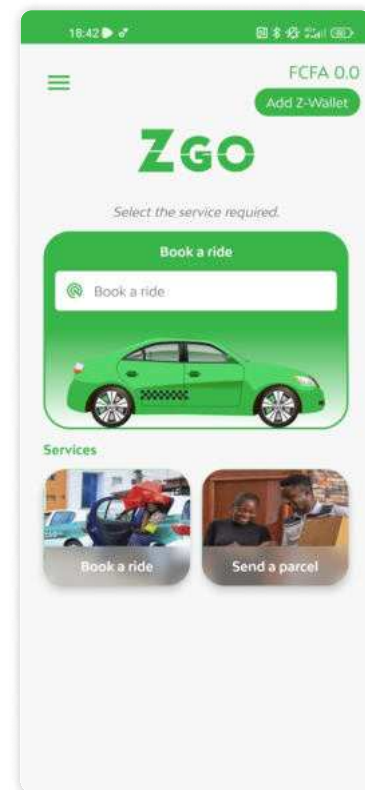 18:42
FCFA 0.0
Add Z-Wallet
ZGO
Select the service required.
Book a ride
Book a ride
Services
Book a ride
Send a parcel